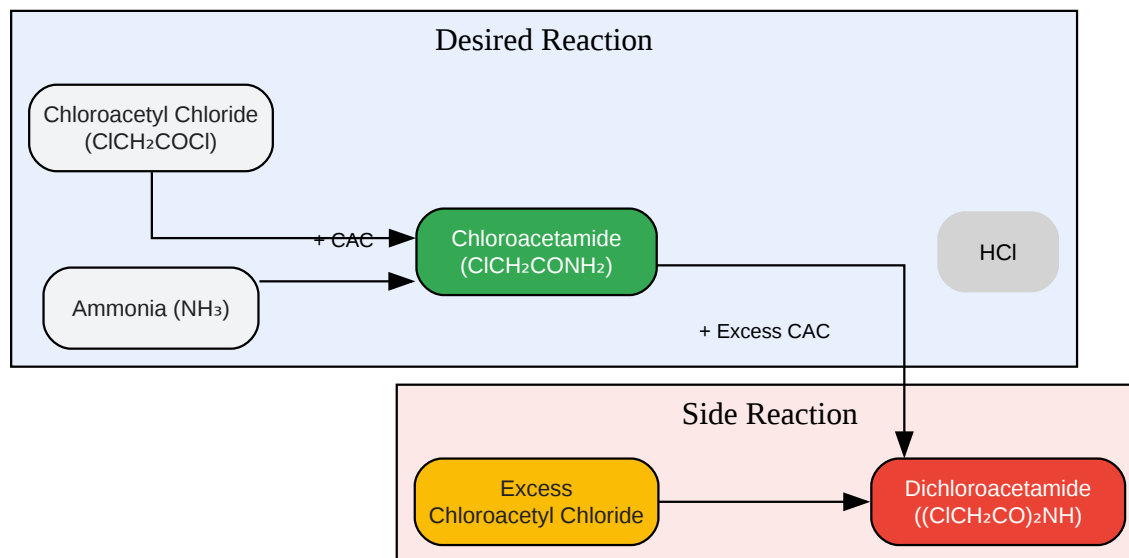 Desired Reaction
Chloroacetyl Chloride
(ClCH₂COCl)
+ CAC
Chloroacetamide
(ClCH₂CONH₂)
HCl
Ammonia (NH₃)
+ Excess CAC
Side Reaction
Excess
Chloroacetyl Chloride
Dichloroacetamide
((ClCH₂CO)₂NH)